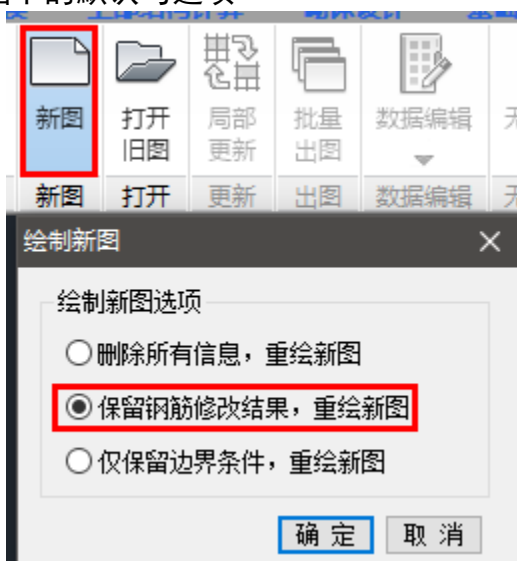 新图 打开 局部 批量 数据编辑
旧图 更新 出图
新图 打开 更新 出图 数据编辑
绘制新图
绘制新图选项
删除所有信息，重绘新图
保留钢筋修改结果，重绘新图
仅保留边界条件，重绘新图
确定 取消